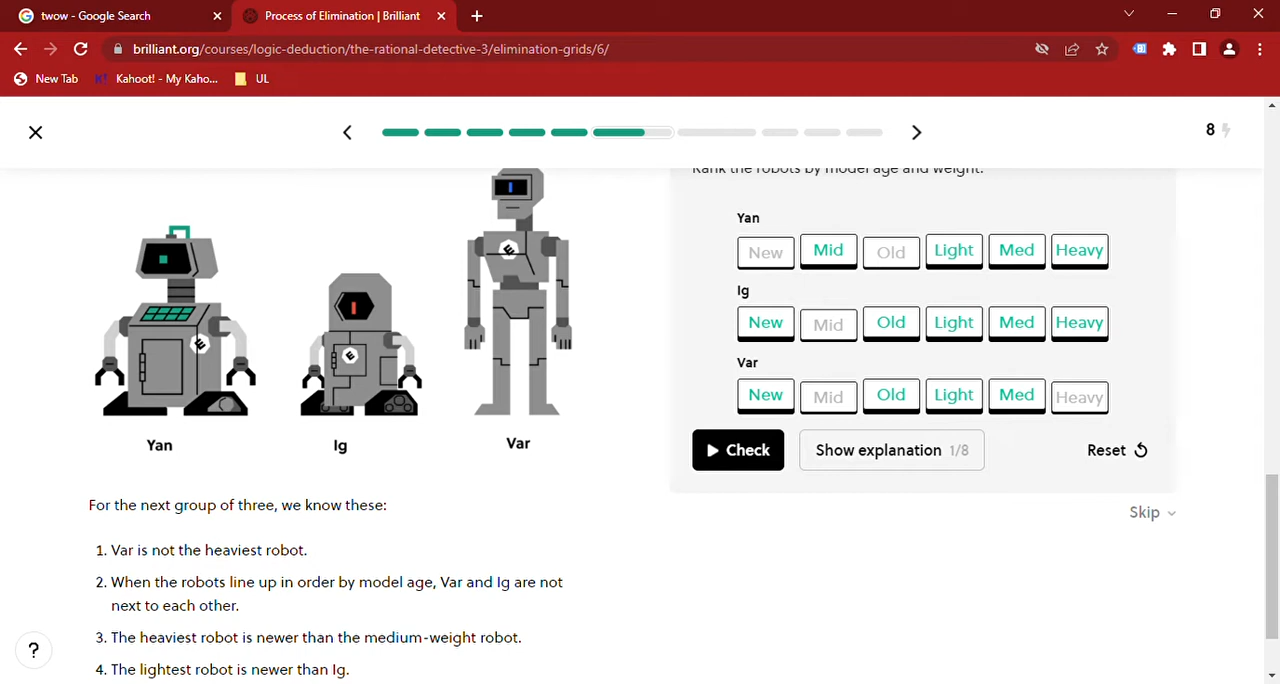 twow - Google Search
Process of Elimination | Brilliant
brilliant.org/courses/logic-deduction/the-rational-detective-3/elimination-grids/6/
New Tab
K! Kahoot! - My Kaho...
UL
8
Rank the robots by model age and weight.
Yan
New Mid Old Light Med Heavy
Ig
New Mid Old Light Med Heavy
Var
New Mid Old Light Med Heavy
E
E
E
Yan
Ig
Var
Check
Show explanation 1/8
Reset
Skip
For the next group of three, we know these:
1. Var is not the heaviest robot.
2. When the robots line up in order by model age, Var and Ig are not
next to each other.
3. The heaviest robot is newer than the medium-weight robot.
4. The lightest robot is newer than Ig.
?